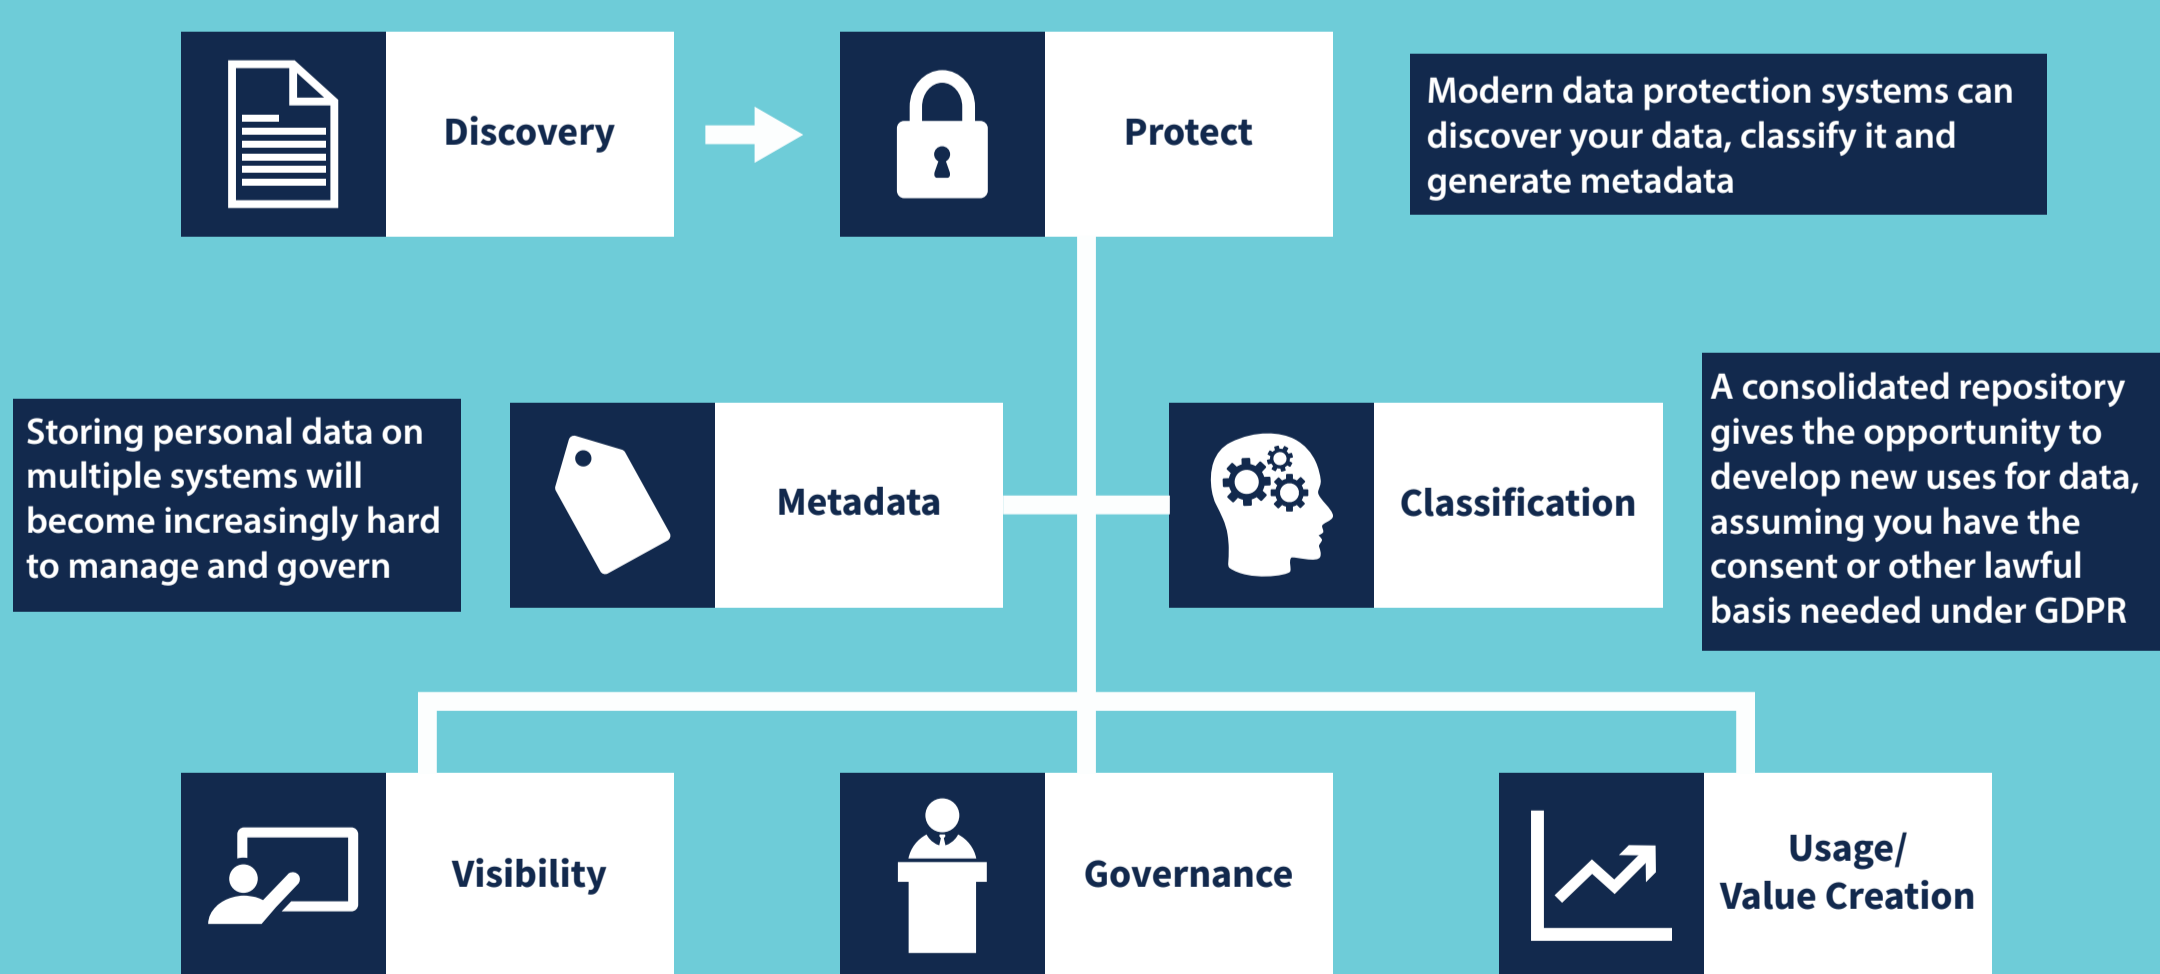 Discovery
Protect
Modern data protection systems can
discover your data, classify it and
generate metadata
Storing personal data on
multiple systems will
become increasingly hard
to manage and govern
Metadata
Classification
A consolidated repository
gives the opportunity to
develop new uses for data,
assuming you have the
consent or other lawful
basis needed under GDPR
Visibility
Governance
Usage/
Value Creation